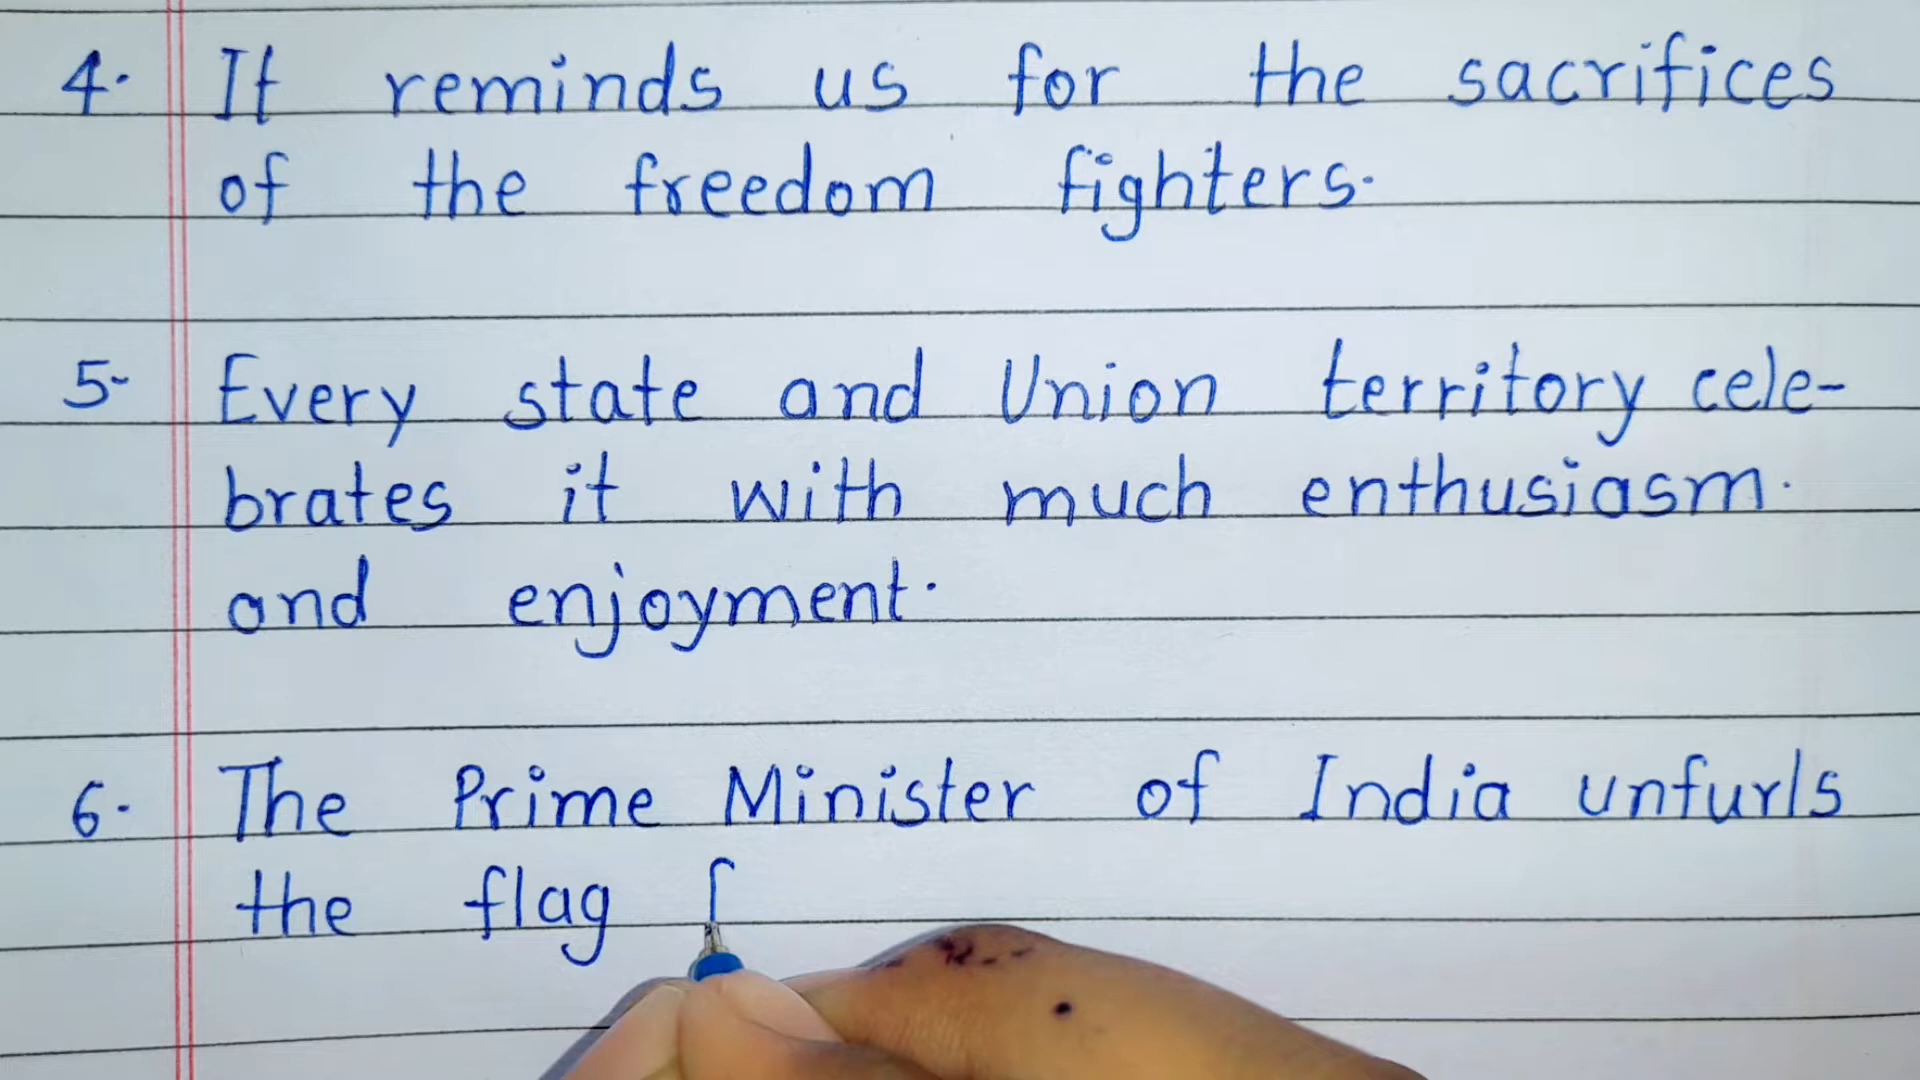 4. It reminds us for the sacrifices
of the freedom fighters.
5. Every state and Union territory cele-
brates it with much enthusiasm.
and enjoyment.
6. The Prime Minister of India unfurls
the flag